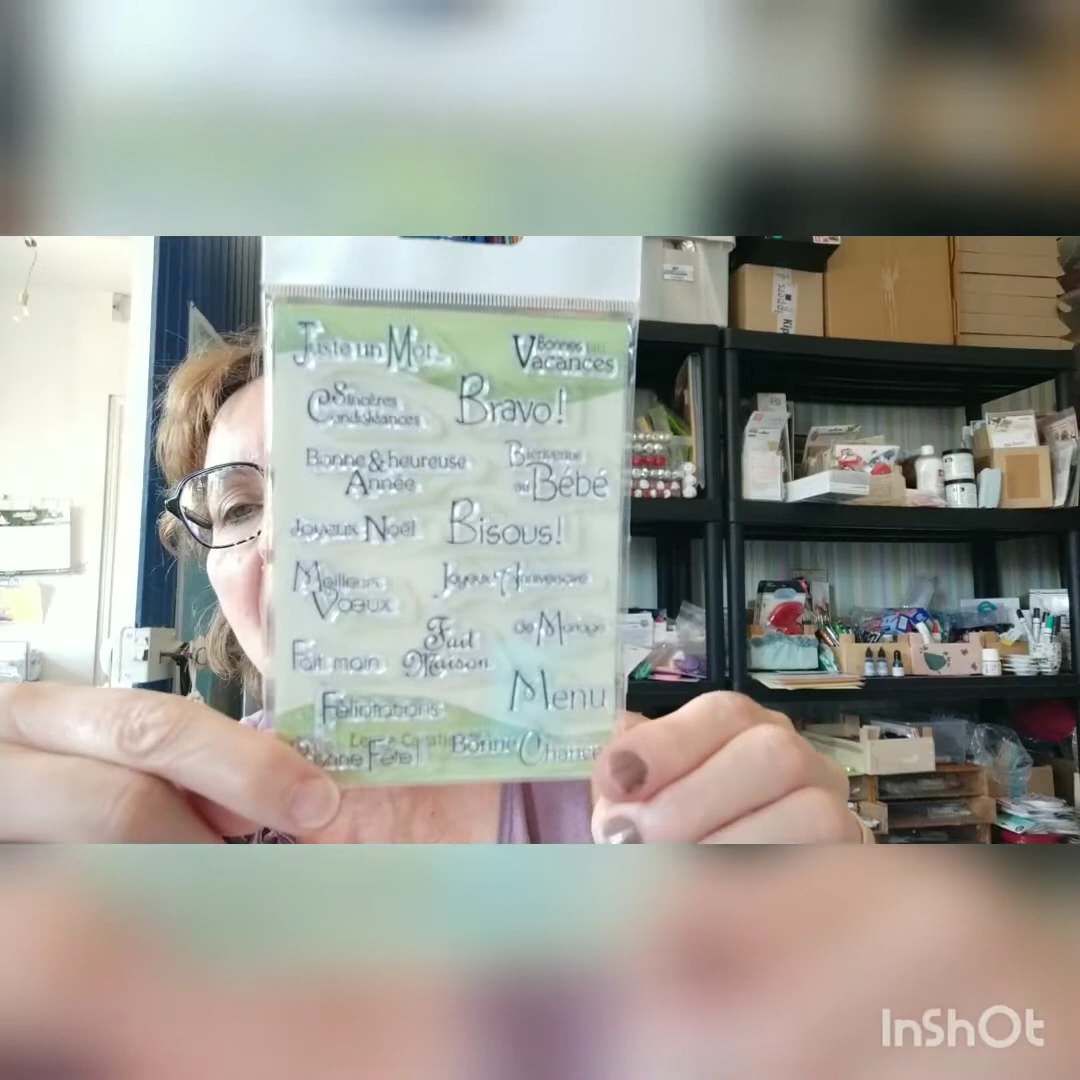 Juste un Mot...
Bonnes
Vacances
Sincères
Condoléances
Bravo!
Bonne & heureuse
Année
Bienvenue
au Bébé
Joyeux Noël
Bisous!
Meilleurs
Vœux
Joyeux Anniversaire
de Mariage
Fait main
Fait
Maison
Menu
Félicitations
Bonne Fête!
Bonne Chance
InShOt